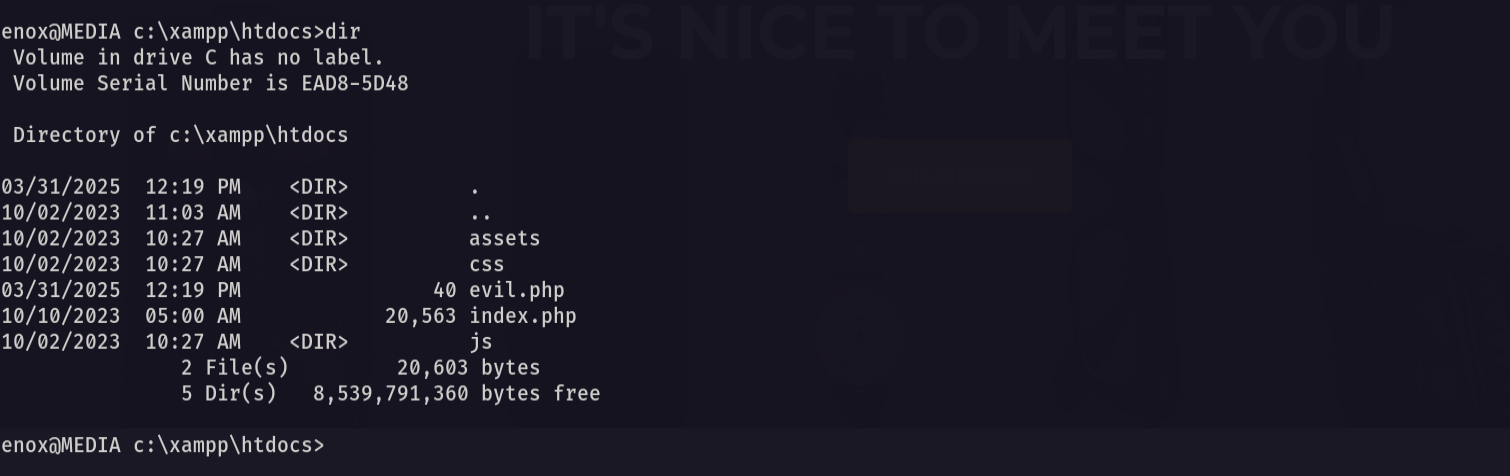 IT'S NICE TO MEET YOU
enox@MEDIA c:\xampp\htdocs>dir
 Volume in drive C has no label.
 Volume Serial Number is EAD8-5D48

 Directory of c:\xampp\htdocs

03/31/2025  12:19 PM    <DIR>          .
10/02/2023  11:03 AM    <DIR>          ..
10/02/2023  10:27 AM    <DIR>          assets
10/02/2023  10:27 AM    <DIR>          css
03/31/2025  12:19 PM                40 evil.php
10/10/2023  05:00 AM            20,563 index.php
10/02/2023  10:27 AM    <DIR>          js
               2 File(s)         20,603 bytes
               5 Dir(s)   8,539,791,360 bytes free

enox@MEDIA c:\xampp\htdocs>